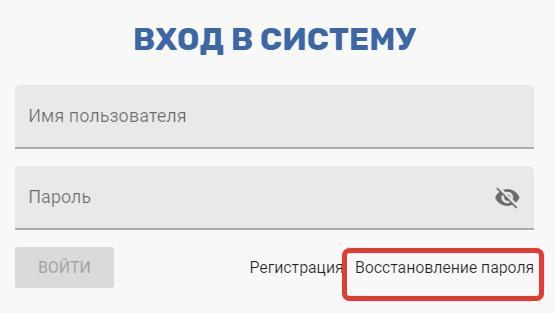 ВХОД В СИСТЕМУ
Имя пользователя
Пароль
ВОЙТИ Регистрация Восстановление пароля